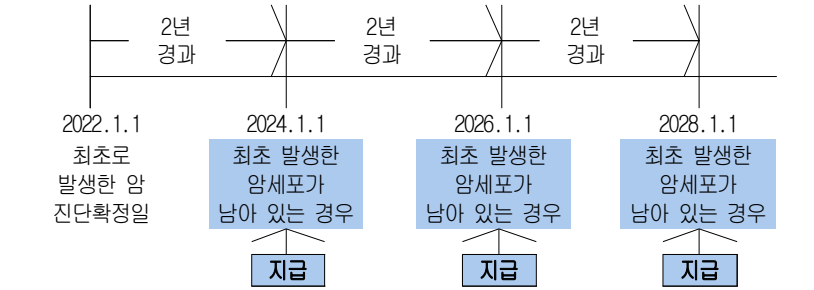 2년
경과
2년
경과
2년
경과
2022.1.1
최초로
발생한 암
진단확정일
2024.1.1
최초 발생한
암세포가
남아 있는 경우
지급
2026.1.1
최초 발생한
암세포가
남아 있는 경우
지급
2028.1.1
최초 발생한
암세포가
남아 있는 경우
지급